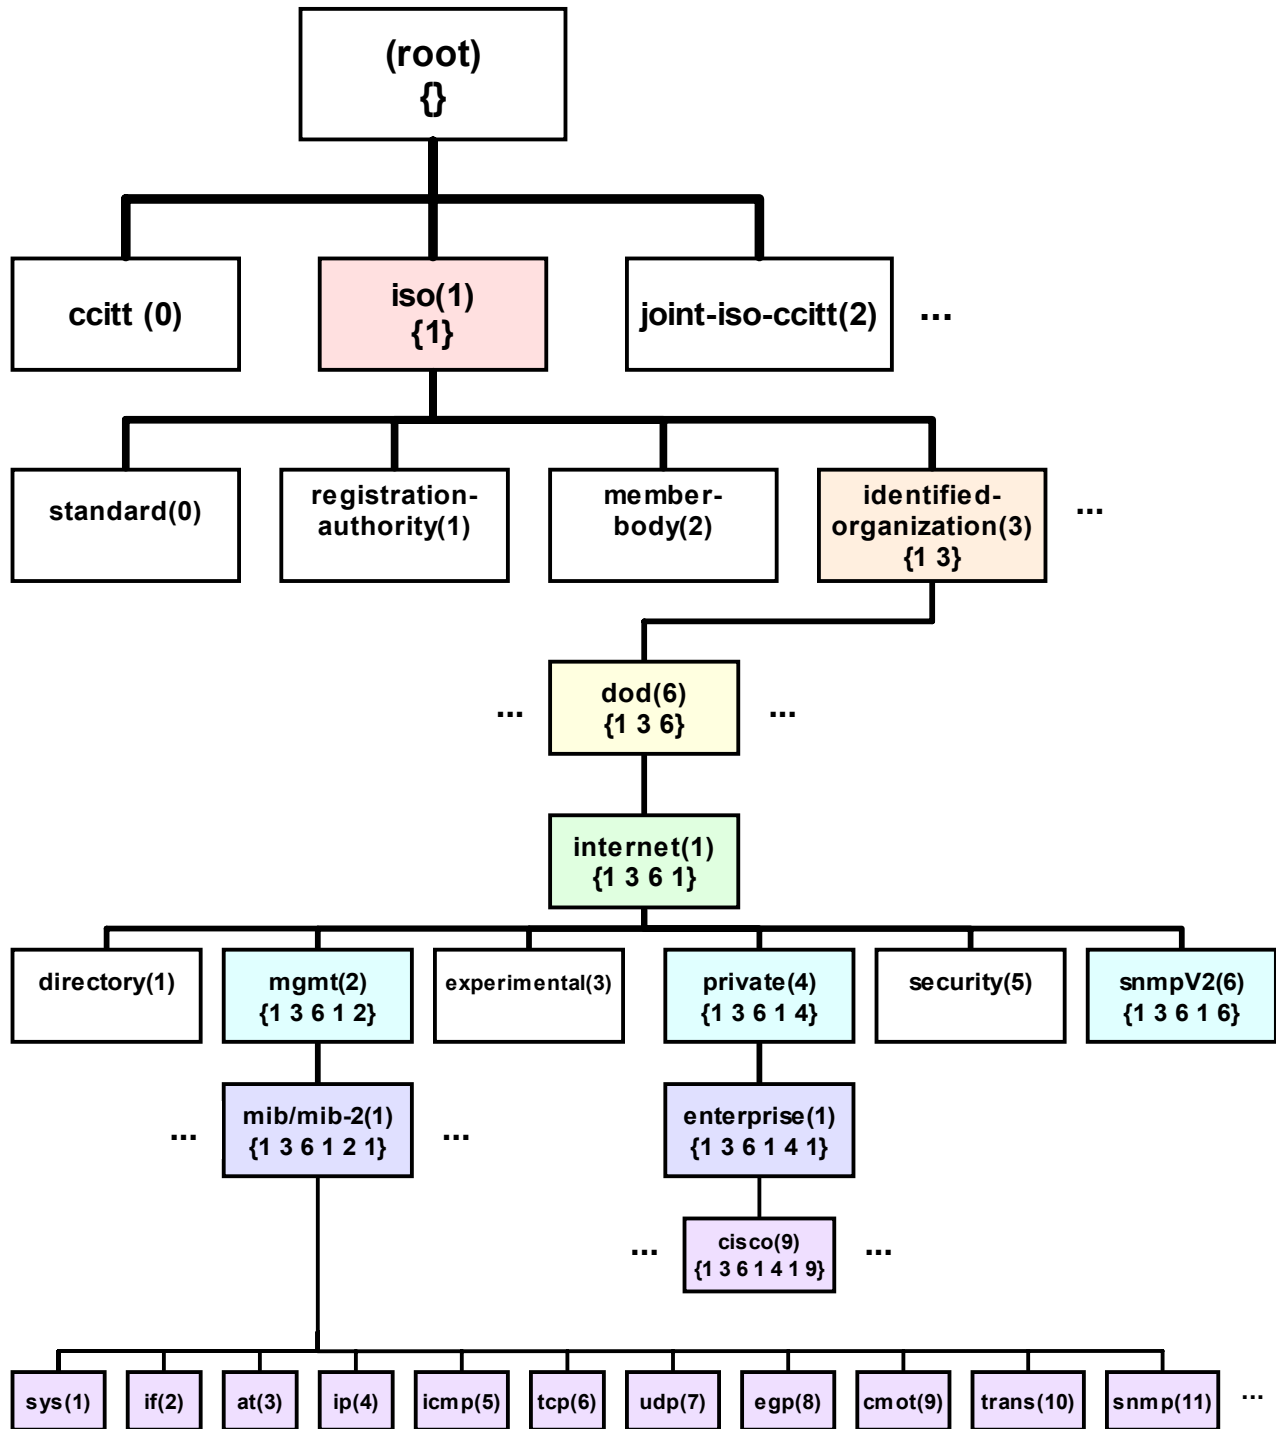 (root)
{}
ccitt (0)
iso(1)
{1}
joint-iso-ccitt(2)
...
standard(0)
registration-
authority(1)
member-
body(2)
identified-
organization(3)
{1 3}
...
...
dod(6)
{1 3 6}
...
internet(1)
{1 3 6 1}
directory(1)
mgmt(2)
{1 3 6 1 2}
experimental(3)
private(4)
{1 3 6 1 4}
security(5)
snmpV2(6)
{1 3 6 1 6}
...
mib/mib-2(1)
{1 3 6 1 2 1}
...
enterprise(1)
{1 3 6 1 4 1}
...
cisco(9)
{1 3 6 1 4 1 9}
...
sys(1)
if(2)
at(3)
ip(4)
icmp(5)
tcp(6)
udp(7)
egp(8)
cmot(9)
trans(10)
snmp(11)
...